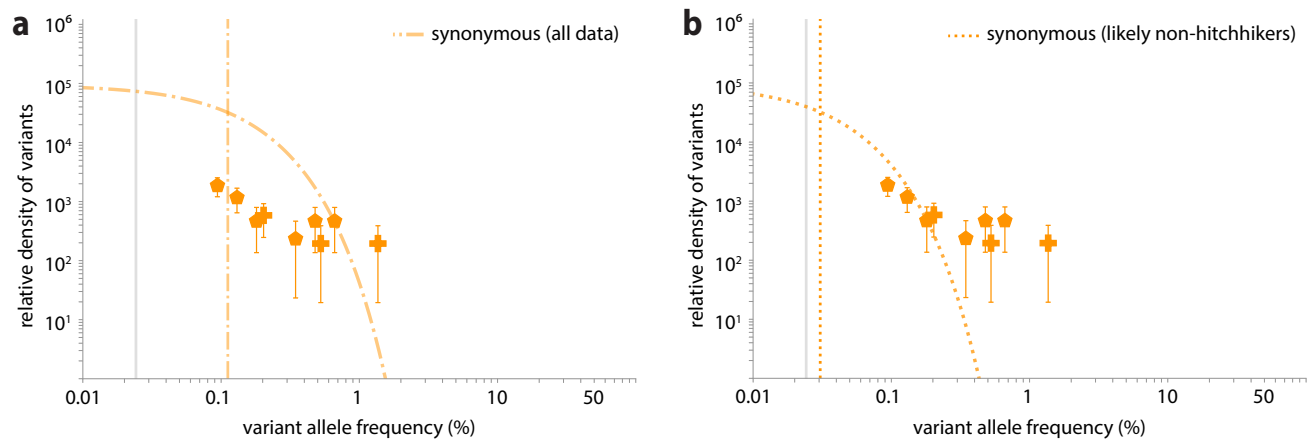 a
synonymous (all data)
relative density of variants
10⁶
10⁵
10⁴
10³
10²
10¹
0.01
0.1
1
10
50
variant allele frequency (%)
b
synonymous (likely non-hitchhikers)
relative density of variants
10⁶
10⁵
10⁴
10³
10²
10¹
0.01
0.1
1
10
50
variant allele frequency (%)